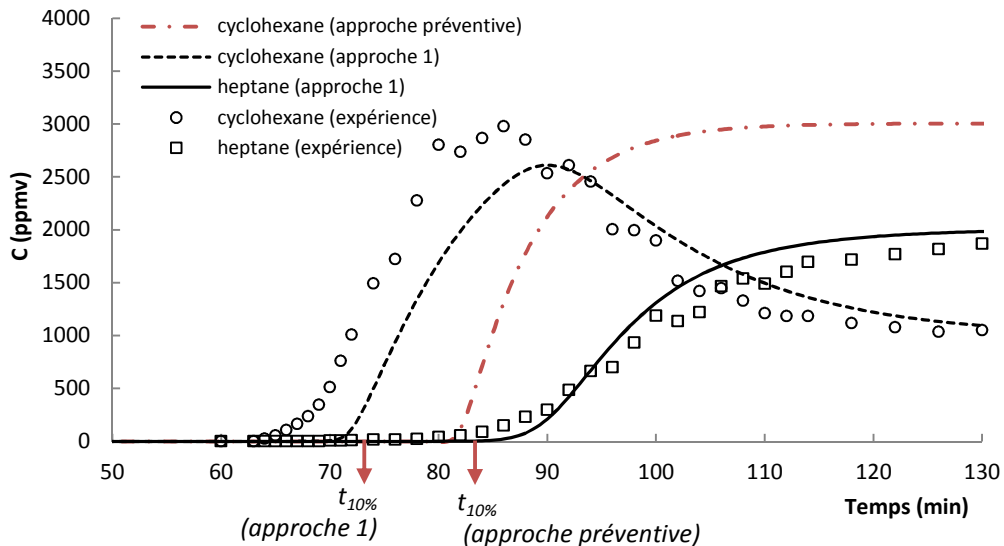 4000
3500
3000
2500
2000
1500
1000
500
0
C (ppmv)
cyclohexane (approche préventive)
cyclohexane (approche 1)
heptane (approche 1)
cyclohexane (expérience)
heptane (expérience)
50 60 70 80 90 100 110 120 130
Temps (min)
t10%
(approche 1)
t10%
(approche préventive)